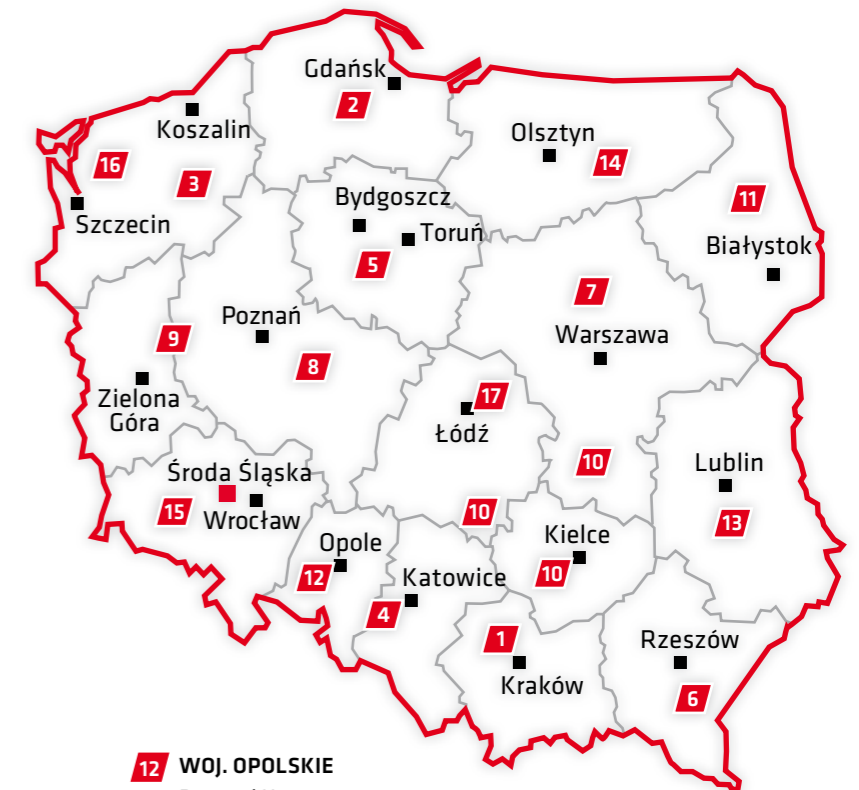 Gdańsk
2
Koszalin
Olsztyn
14
16
3
Bydgoszcz
11
Szczecin
Toruń
Białystok
5
7
Poznań
Warszawa
9
8
Zielona
Góra
17
Łódź
10
Lublin
Środa Śląska
15
Wrocław
10
13
Opole
Kielce
12
Katowice
10
4
1
Rzeszów
Kraków
6
12 WOJ. OPOLSKIE